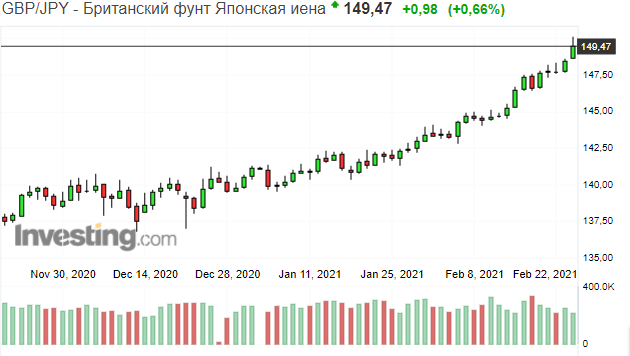 GBP/JPY - Британский фунт Японская иена 149,47 +0,98 (+0,66%)
149,47
147.50
145.00
142.50
140.00
137.50
135.00
Investing.com
Nov 30, 2020 Dec 14, 2020 Dec 28, 2020 Jan 11, 2021 Jan 25, 2021 Feb 8, 2021 Feb 22, 2021
400.0K
0